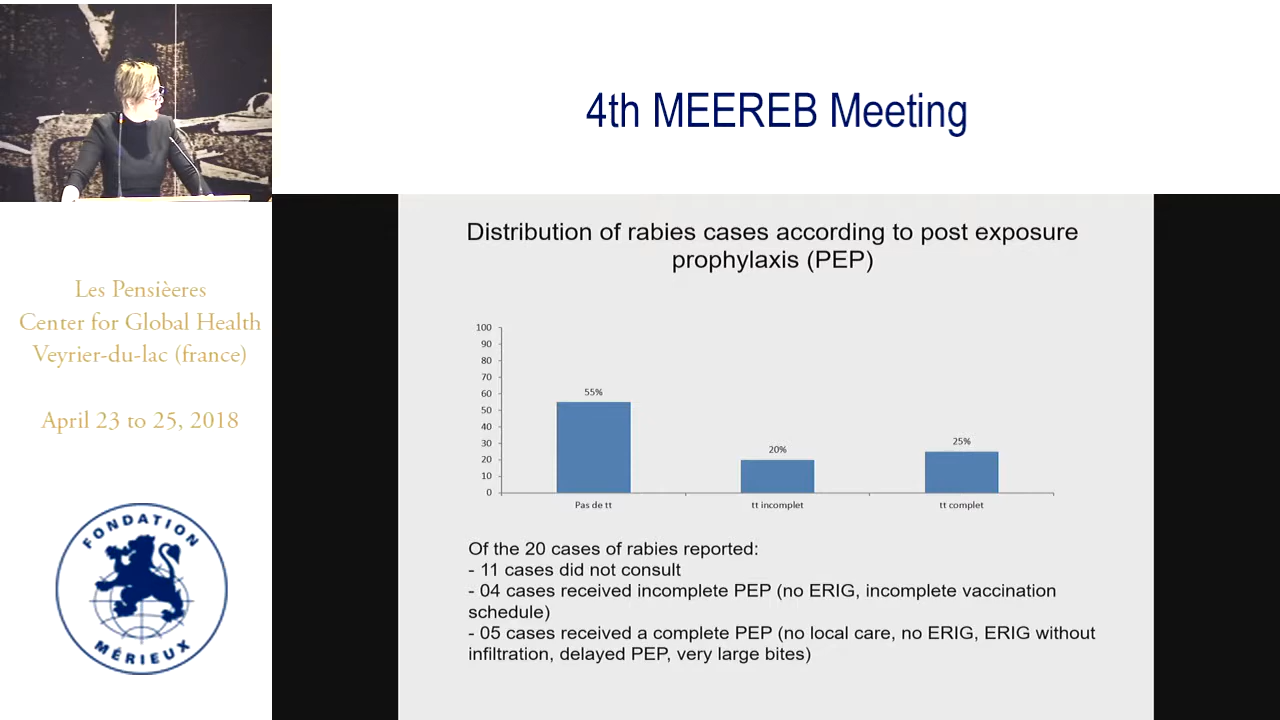 4th MEEREB Meeting
Les Pensièeres
Center for Global Health
Veyrier-du-lac (france)
April 23 to 25, 2018
FONDATION
MÉRIEUX
Distribution of rabies cases according to post exposure
prophylaxis (PEP)
100
90
80
70
60
50
40
30
20
10
0
55%
20%
25%
Pas de tt
tt incomplet
tt complet
Of the 20 cases of rabies reported:
- 11 cases did not consult
- 04 cases received incomplete PEP (no ERIG, incomplete vaccination
schedule)
- 05 cases received a complete PEP (no local care, no ERIG, ERIG without
infiltration, delayed PEP, very large bites)